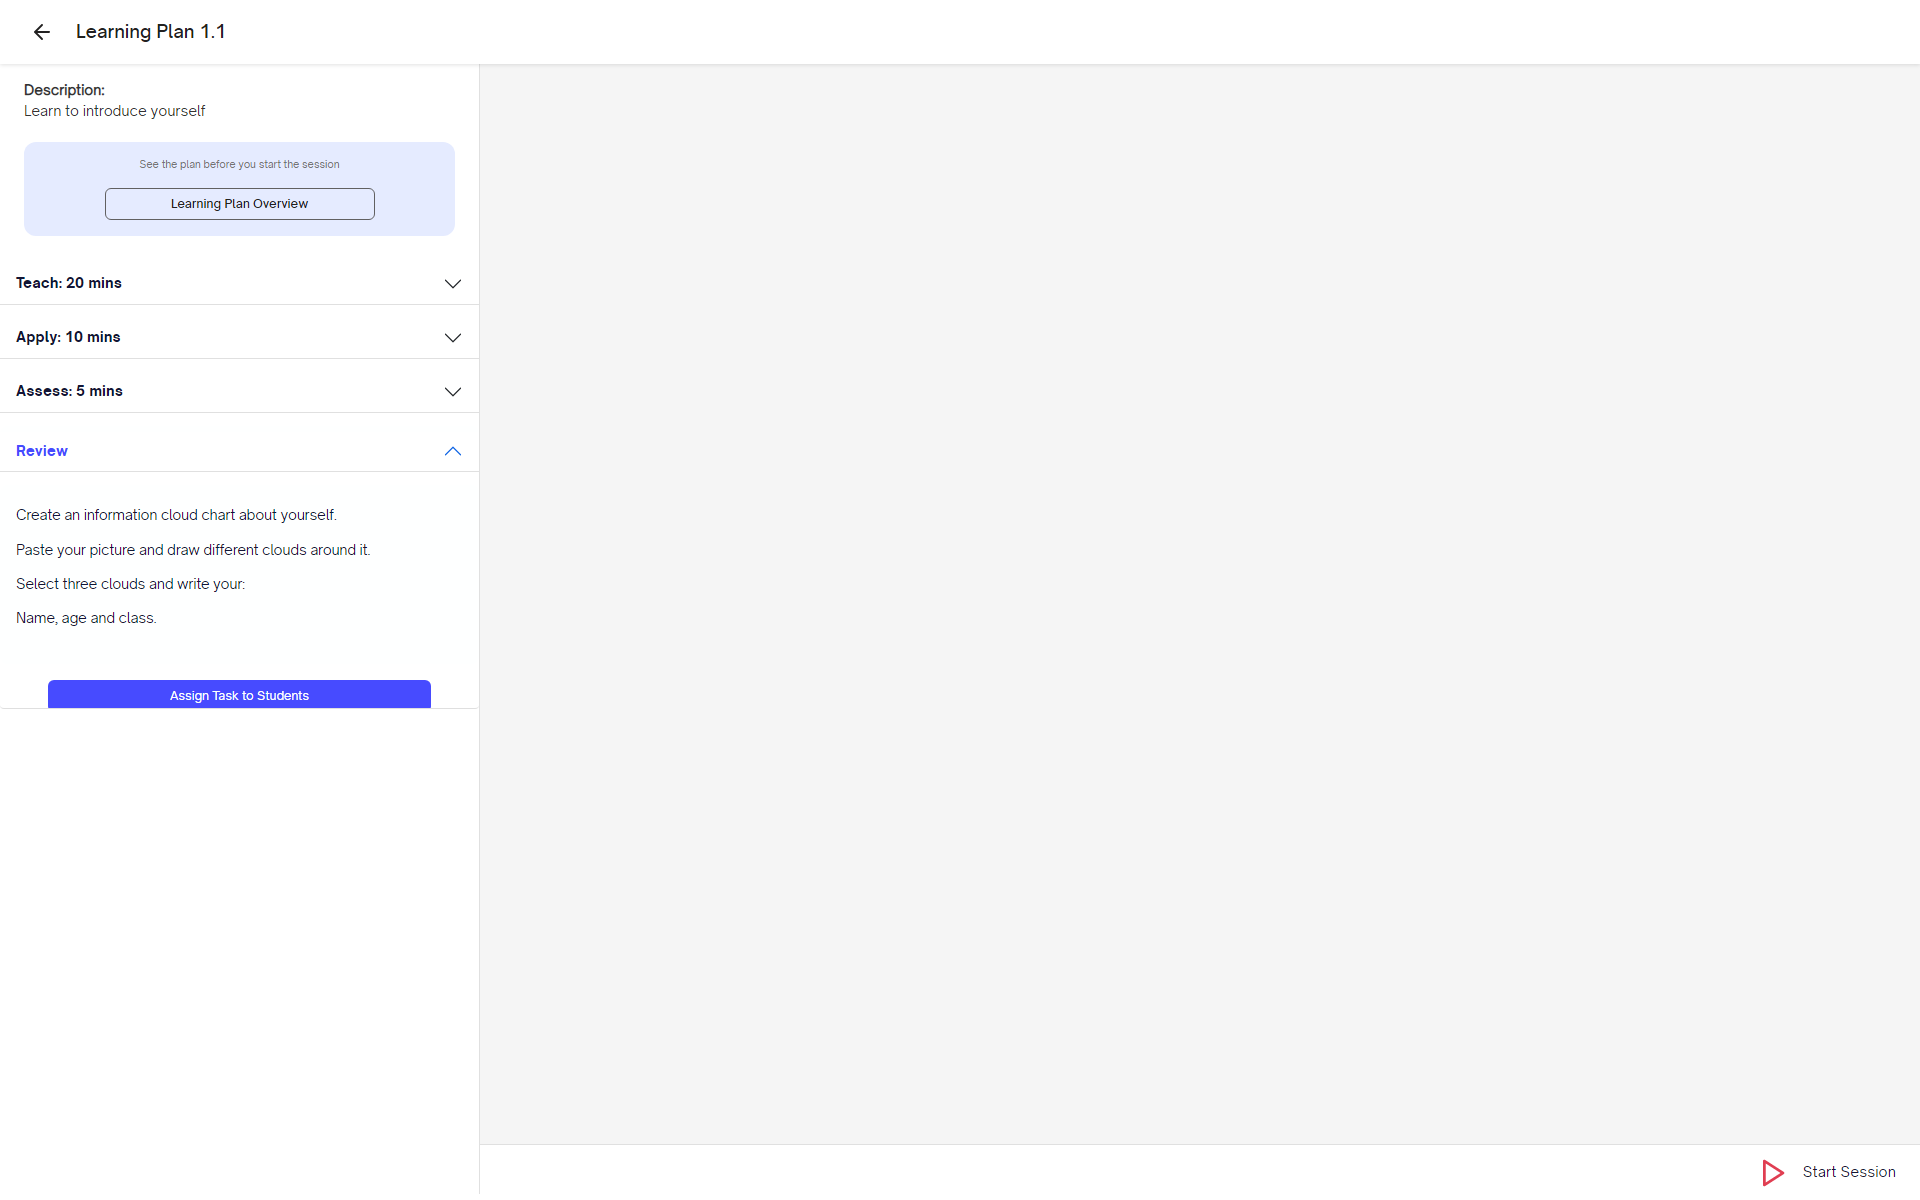 Learning Plan 1.1
Description:
Learn to introduce yourself
See the plan before you start the session
Learning Plan Overview
Teach: 20 mins
Apply: 10 mins
Assess: 5 mins
Review
Create an information cloud chart about yourself.
Paste your picture and draw different clouds around it.
Select three clouds and write your:
Name, age and class.
Assign Task to Students
Start Session